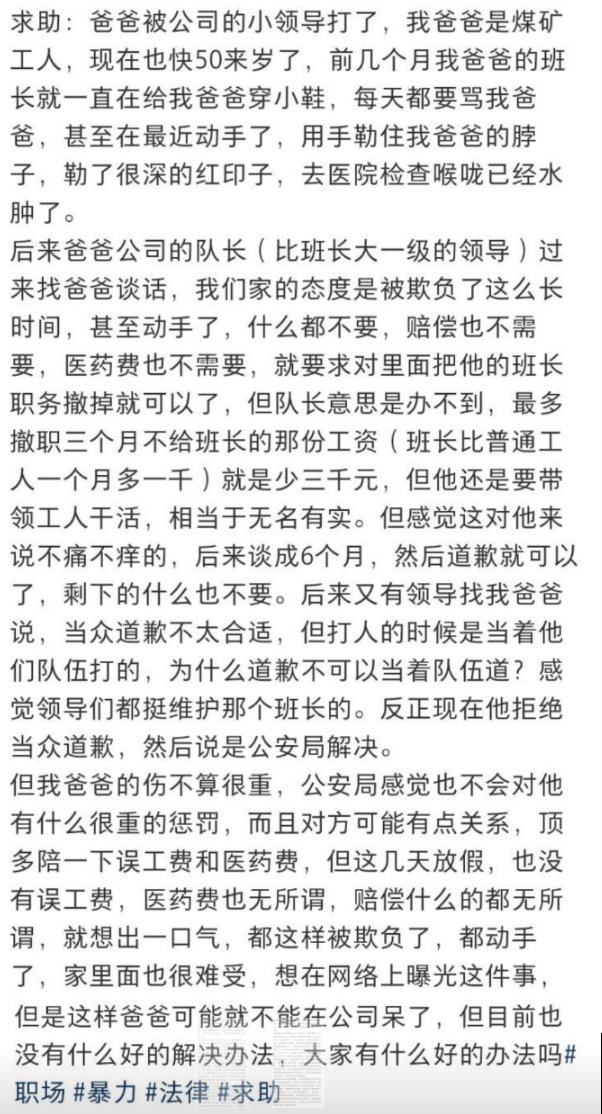 求助：爸爸被公司的小领导打了，我爸爸是煤矿
工人，现在也快50来岁了，前几个月我爸爸的班
长就一直在给我爸爸穿小鞋，每天都要骂我爸
爸，甚至在最近动手了，用手勒住我爸爸的脖
子，勒了很深的红印子，去医院检查喉咙已经水
肿了。
后来爸爸公司的队长（比班长大一级的领导）过
来找爸爸谈话，我们家的态度是被欺负了这么长
时间，甚至动手了，什么都不要，赔偿也不需
要，医药费也不需要，就要求对里面把他的班长
职务撤掉就可以了，但队长意思是办不到，最多
撤职三个月不给班长的那份工资（班长比普通工
人一个月多一千）就是少三千元，但他还是要带
领工人干活，相当于无名有实。但感觉这对他来
说不痛不痒的，后来谈成6个月，然后道歉就可以
了，剩下的什么也不要。后来又有领导找我爸爸
说，当众道歉不太合适，但打人的时候是当着他
们队伍打的，为什么道歉不可以当着队伍道？感
觉领导们都挺维护那个班长的。反正现在他拒绝
当众道歉，然后说是公安局解决。
但我爸爸的伤不算很重，公安局感觉也不会对他
有什么很重的惩罚，而且对方可能有点关系，顶
多陪一下误工费和医药费，但这几天放假，也没
有误工费，医药费也无所谓，赔偿什么的都无所
谓，就想出一口气，都这样被欺负了，都动手
了，家里面也很难受，想在网络上曝光这件事，
但是这样爸爸可能就不能在公司呆了，但目前也
没有什么好的解决办法，大家有什么好的办法吗#
职场 #暴力 #法律 #求助